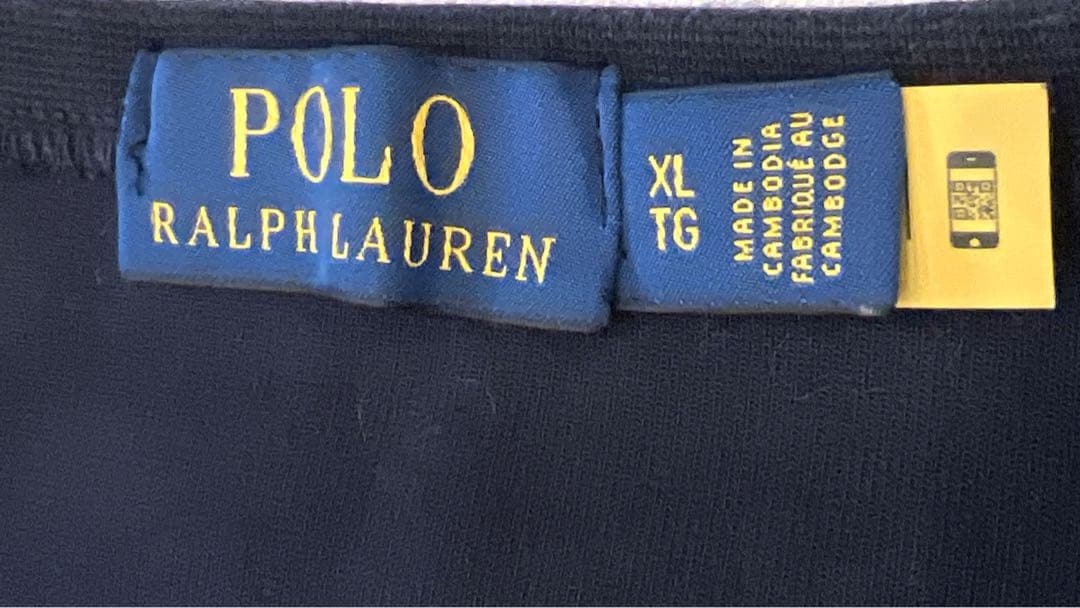 POLO
RALPH LAUREN
XL
TG
MADE IN
CAMBODIA
FABRIQUÉ AU
CAMBODGE